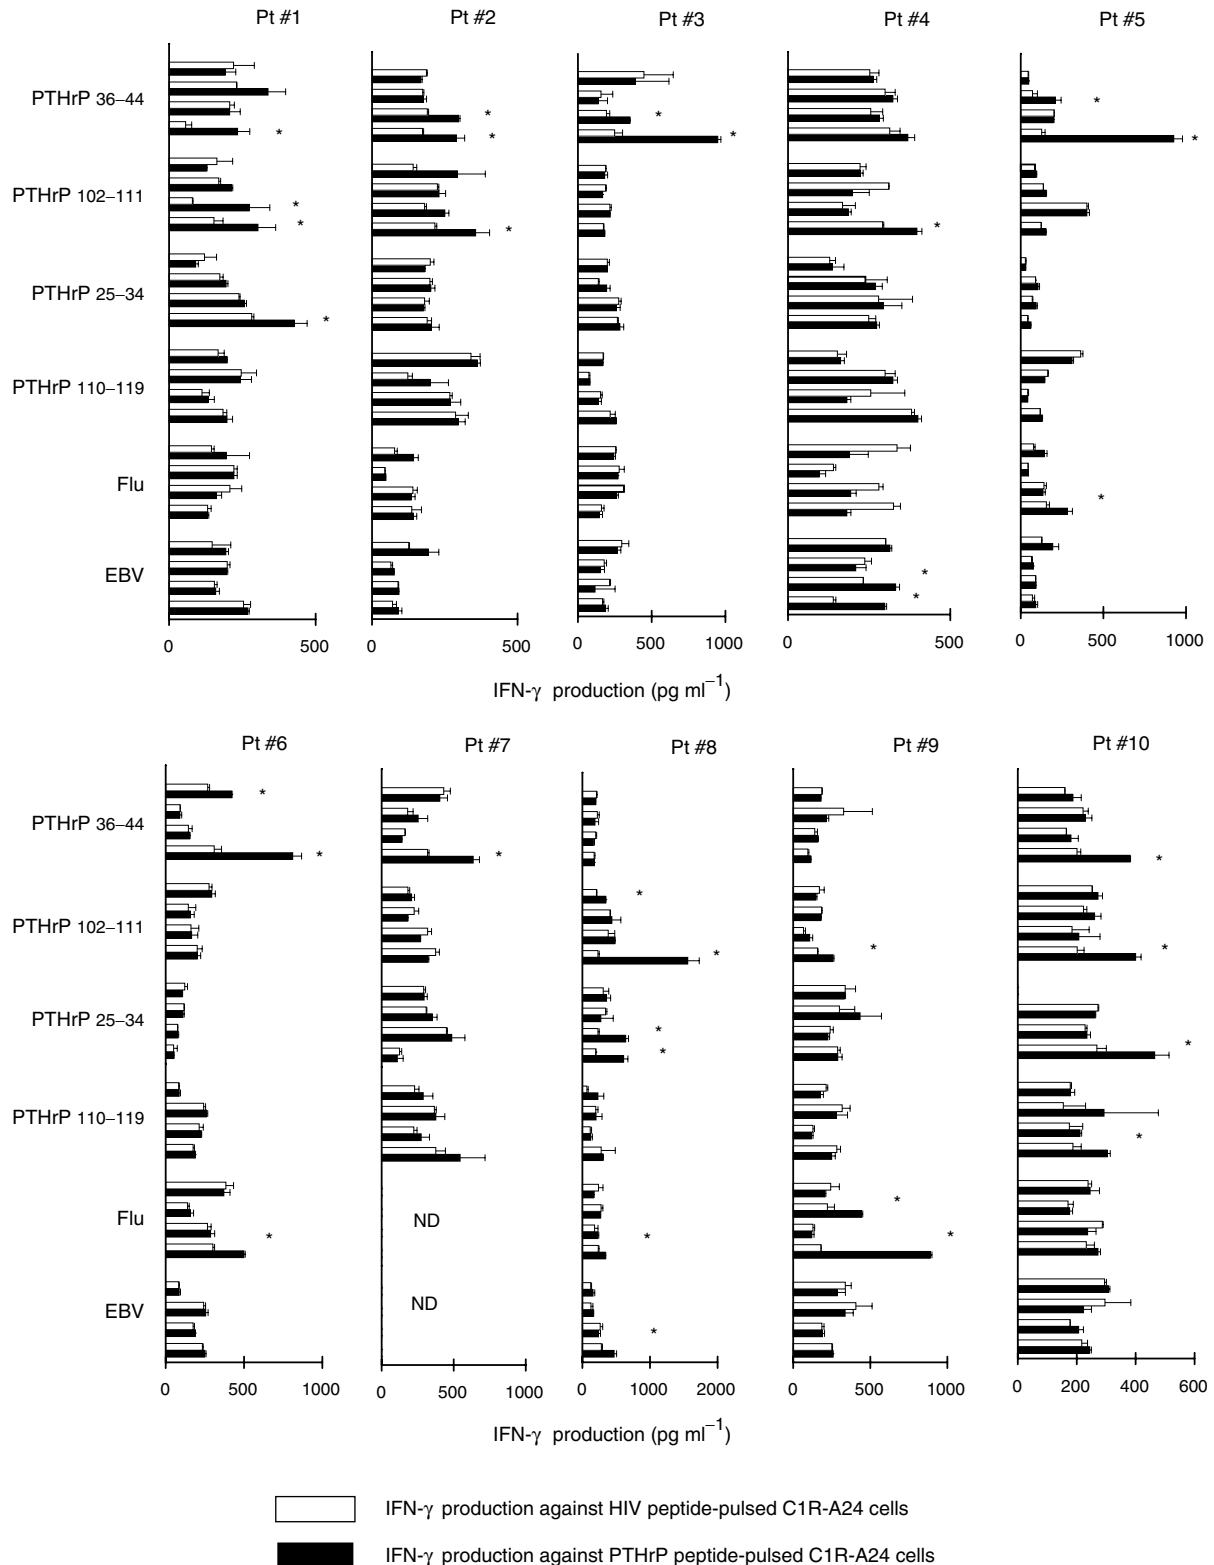 Pt #1 Pt #2 Pt #3 Pt #4 Pt #5
PTHrP 36–44
* * * * * * *
PTHrP 102–111
* * * *
PTHrP 25–34
*
PTHrP 110–119
Flu
*
EBV
* *
0 500 0 500 0 500 1000 0 500 0 500 1000
IFN-γ production (pg ml⁻¹)
Pt #6 Pt #7 Pt #8 Pt #9 Pt #10
PTHrP 36–44
* * * *
PTHrP 102–111
* * * *
PTHrP 25–34
* * *
PTHrP 110–119
*
Flu
ND
* * * *
EBV
ND
*
0 500 1000 0 500 1000 0 1000 2000 0 500 1000 0 200 400 600
IFN-γ production (pg ml⁻¹)
IFN-γ production against HIV peptide-pulsed C1R-A24 cells
IFN-γ production against PTHrP peptide-pulsed C1R-A24 cells